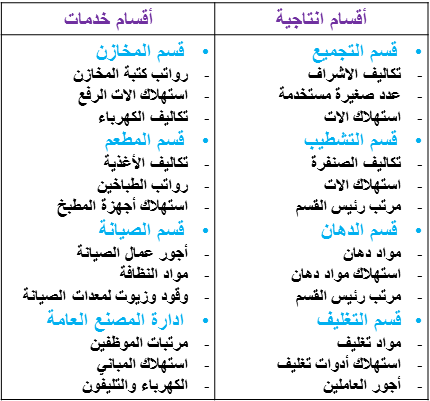 أقسام انتاجية
أقسام خدمات
• قسم التجميع
- تكاليف الاشراف
- عدد صغيرة مستخدمة
- استهلاك الات
• قسم التشطيب
- تكاليف الصنفرة
- استهلاك الات
- مرتب رئيس القسم
• قسم الدهان
- مواد دهان
- استهلاك مواد دهان
- مرتب رئيس القسم
• قسم التغليف
- مواد تغليف
- استهلاك أدوات تغليف
- أجور العاملين
• قسم المخازن
- رواتب كتبة المخازن
- استهلاك الات الرفع
- تكاليف الكهرباء
• قسم المطعم
- تكاليف الأغذية
- رواتب الطباخين
- استهلاك أجهزة المطبخ
• قسم الصيانة
- أجور عمال الصيانة
- مواد النظافة
- وقود وزيوت لمعدات الصيانة
• ادارة المصنع العامة
- مرتبات الموظفين
- استهلاك المباني
- الكهرباء والتليفون